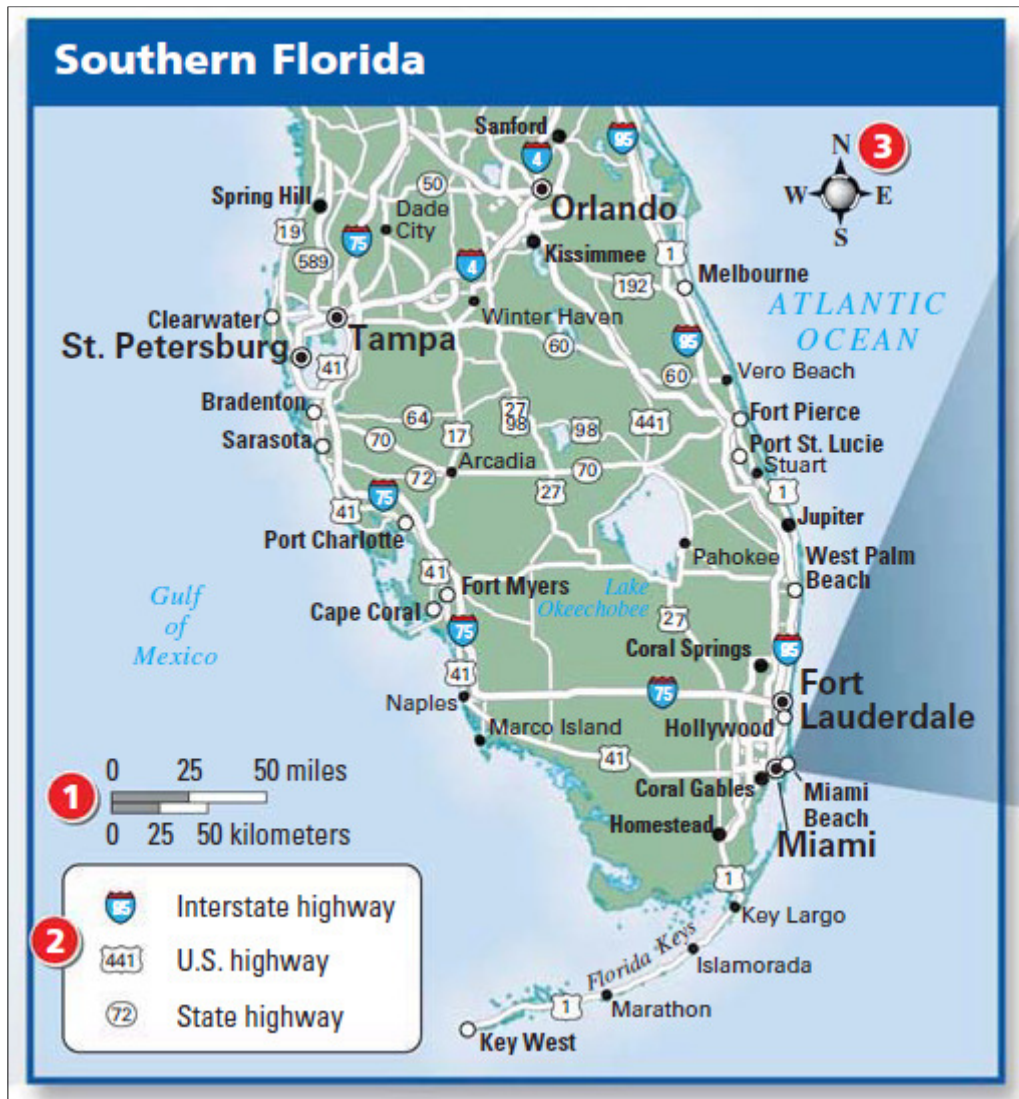 Southern Florida
Sanford
95
N
3
4
50
Orlando
W
E
Spring Hill
Dade
City
S
19
75
Kissimmee
1
589
4
192
Melbourne
Clearwater
Winter Haven
ATLANTIC
OCEAN
St. Petersburg
Tampa
60
95
41
60
Vero Beach
Bradenton
64
27
98
98
441
Fort Pierce
Sarasota
70
17
Port St. Lucie
Arcadia
70
Stuart
72
75
27
1
41
Jupiter
Port Charlotte
Pahokee
West Palm
Beach
41
Fort Myers
Lake
Okeechobee
Gulf
of
Mexico
Cape Coral
75
27
Coral Springs
95
41
75
Fort
Lauderdale
Naples
Hollywood
Marco Island
41
0 25 50 miles
1
Coral Gables
Miami
Beach
0 25 50 kilometers
Homestead
Miami
1
2
95 Interstate highway
441 U.S. highway
72 State highway
Key Largo
Florida Keys
Islamorada
1
Marathon
Key West